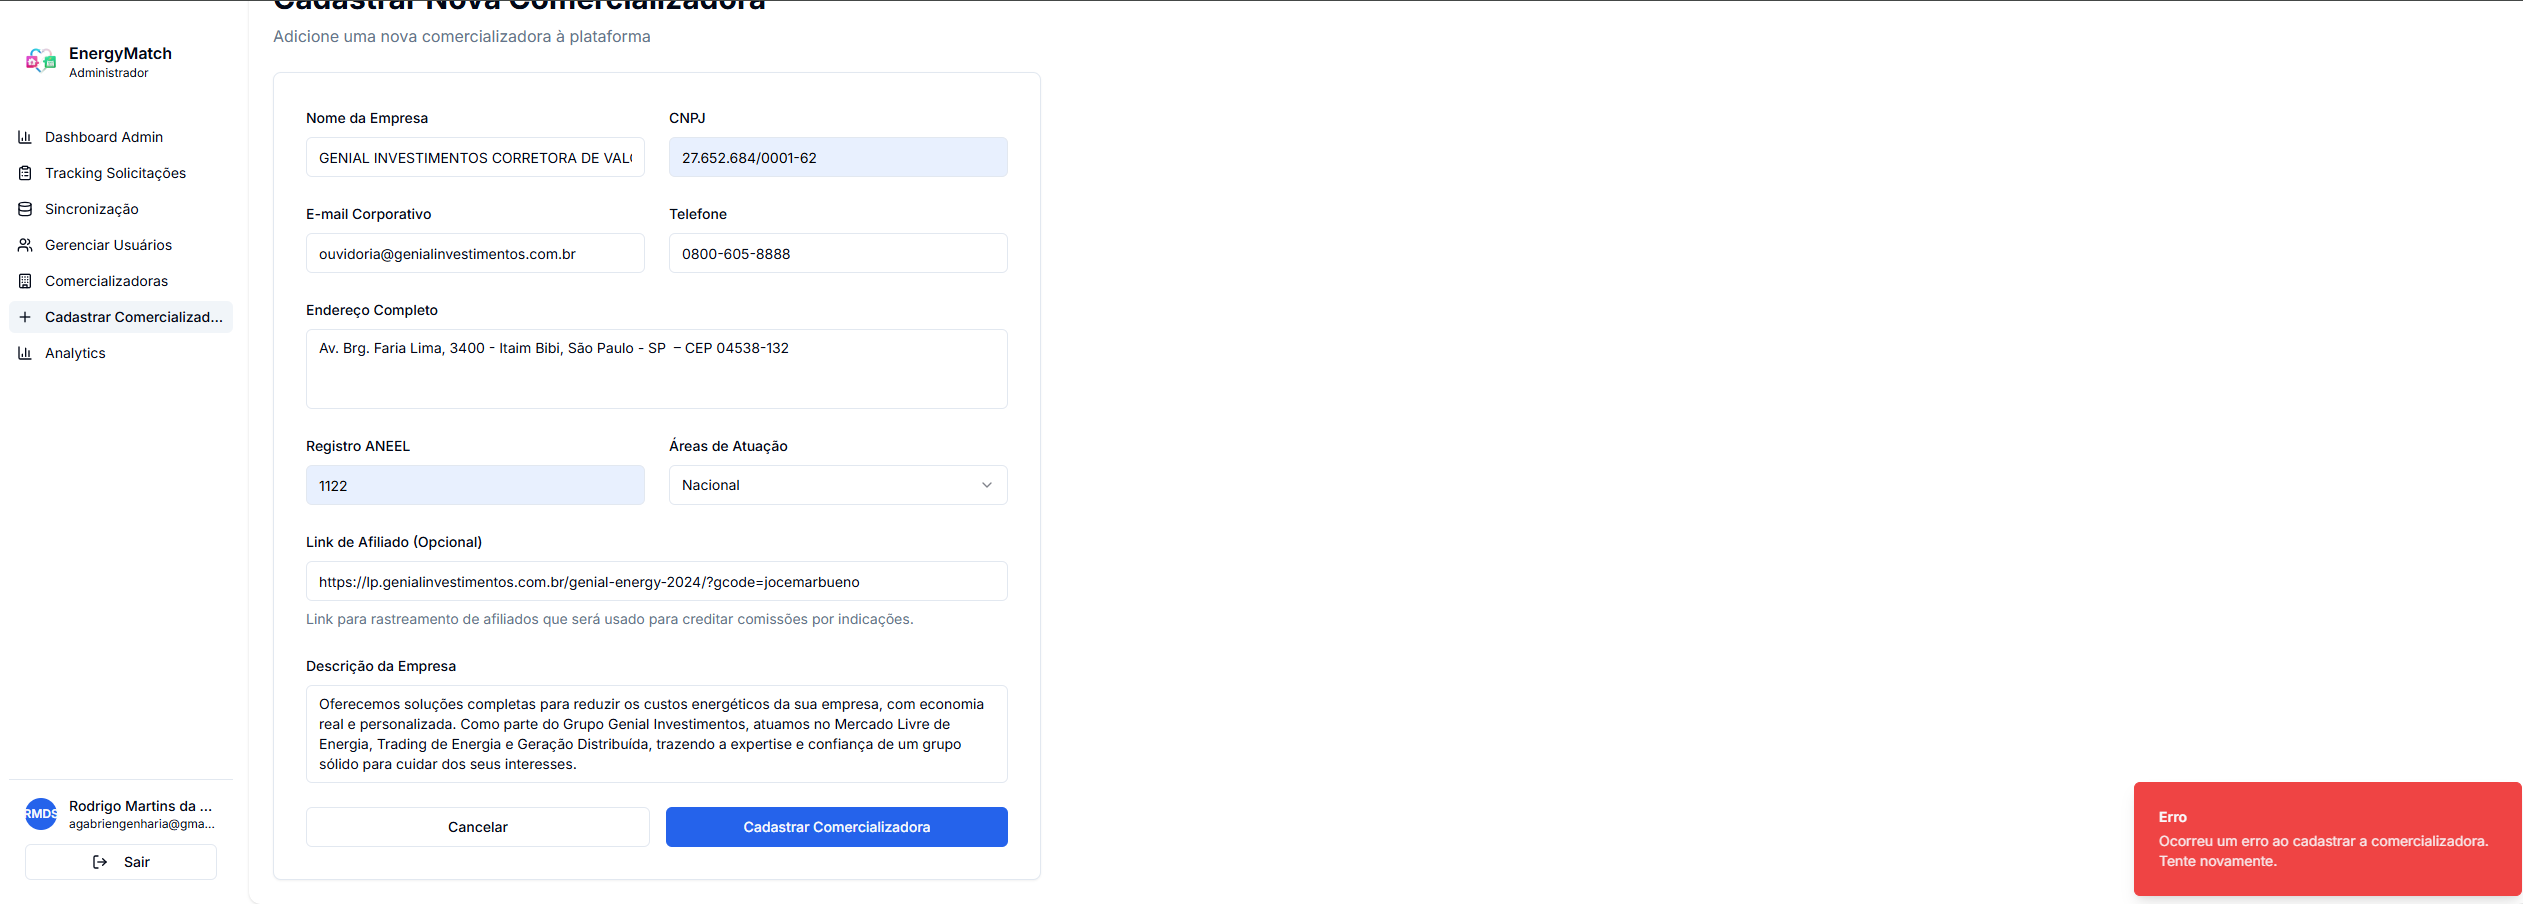 EnergyMatch
Administrador
Dashboard Admin
Tracking Solicitações
Sincronização
Gerenciar Usuários
Comercializadoras
Cadastrar Comercializad...
Analytics
RMDS
Rodrigo Martins da ...
agabriengenharia@gma...
Sair
Cadastrar Nova Comercializadora
Adicione uma nova comercializadora à plataforma
Nome da Empresa
GENIAL INVESTIMENTOS CORRETORA DE VAL
CNPJ
27.652.684/0001-62
E-mail Corporativo
ouvidoria@genialinvestimentos.com.br
Telefone
0800-605-8888
Endereço Completo
Av. Brg. Faria Lima, 3400 - Itaim Bibi, São Paulo - SP – CEP 04538-132
Registro ANEEL
1122
Áreas de Atuação
Nacional
Link de Afiliado (Opcional)
https://lp.genialinvestimentos.com.br/genial-energy-2024/?gcode=jocemarbueno
Link para rastreamento de afiliados que será usado para creditar comissões por indicações.
Descrição da Empresa
Oferecemos soluções completas para reduzir os custos energéticos da sua empresa, com economia
real e personalizada. Como parte do Grupo Genial Investimentos, atuamos no Mercado Livre de
Energia, Trading de Energia e Geração Distribuída, trazendo a expertise e confiança de um grupo
sólido para cuidar dos seus interesses.
Cancelar
Cadastrar Comercializadora
Erro
Ocorreu um erro ao cadastrar a comercializadora.
Tente novamente.